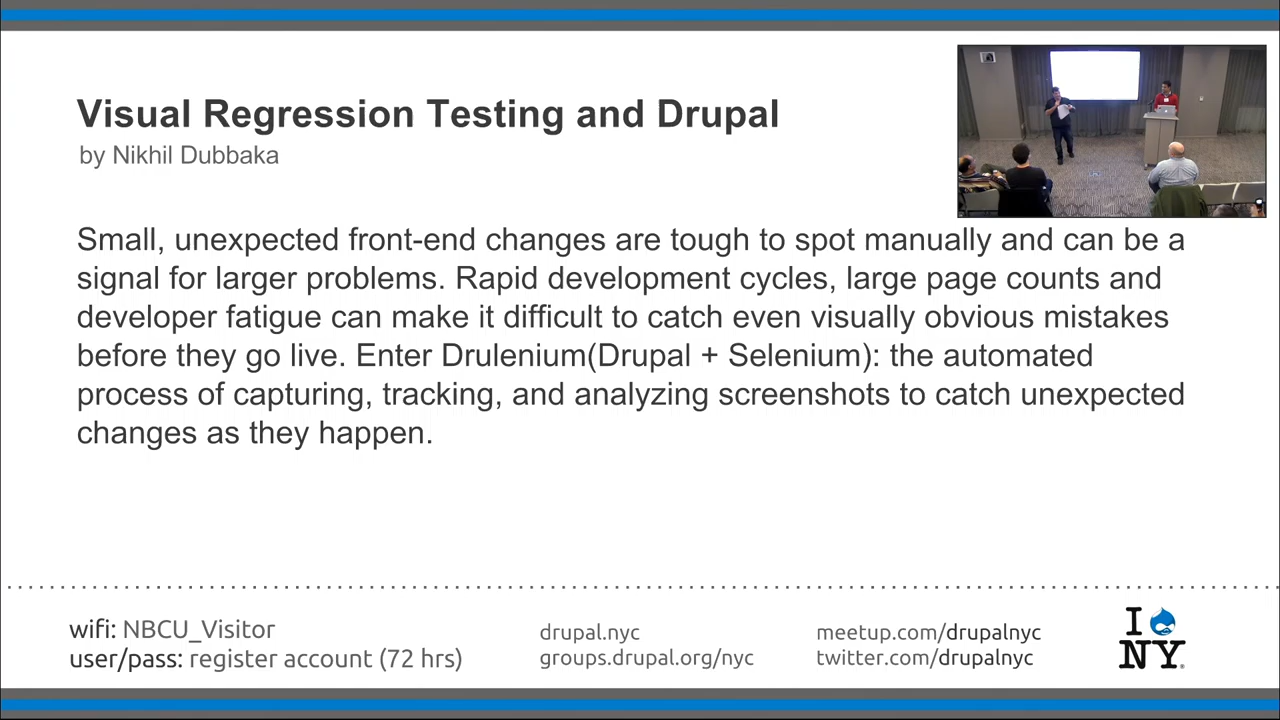 Visual Regression Testing and Drupal
by Nikhil Dubbaka
Small, unexpected front-end changes are tough to spot manually and can be a
signal for larger problems. Rapid development cycles, large page counts and
developer fatigue can make it difficult to catch even visually obvious mistakes
before they go live. Enter Drulenium(Drupal + Selenium): the automated
process of capturing, tracking, and analyzing screenshots to catch unexpected
changes as they happen.
wifi: NBCU_Visitor
user/pass: register account (72 hrs)
drupal.nyc
groups.drupal.org/nyc
meetup.com/drupalnyc
twitter.com/drupalnyc
I
NY®